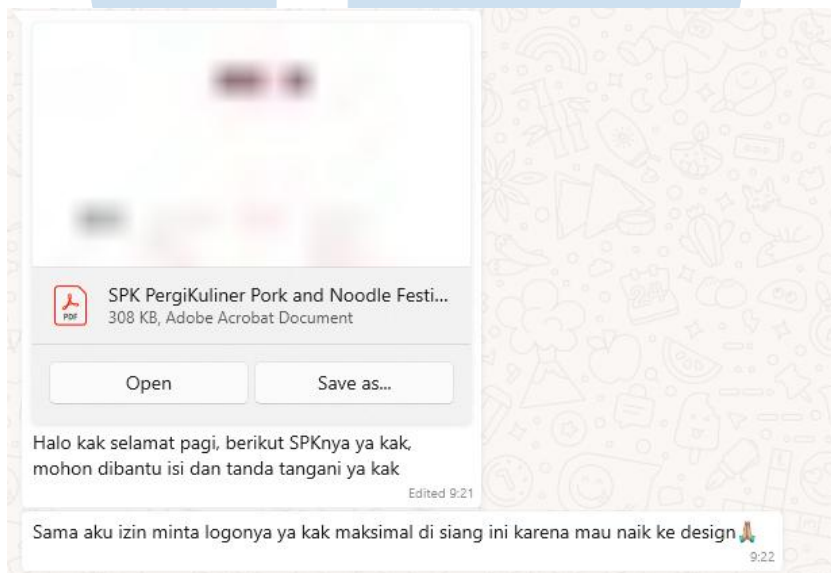 PDF
SPK PergiKuliner Pork and Noodle Festi...
308 KB, Adobe Acrobat Document
Open
Save as...
Halo kak selamat pagi, berikut SPKnya ya kak,
mohon dibantu isi dan tanda tangani ya kak
Edited 9:21
Sama aku izin minta logonya ya kak maksimal di siang ini karena mau naik ke design🙏🏼
9:22